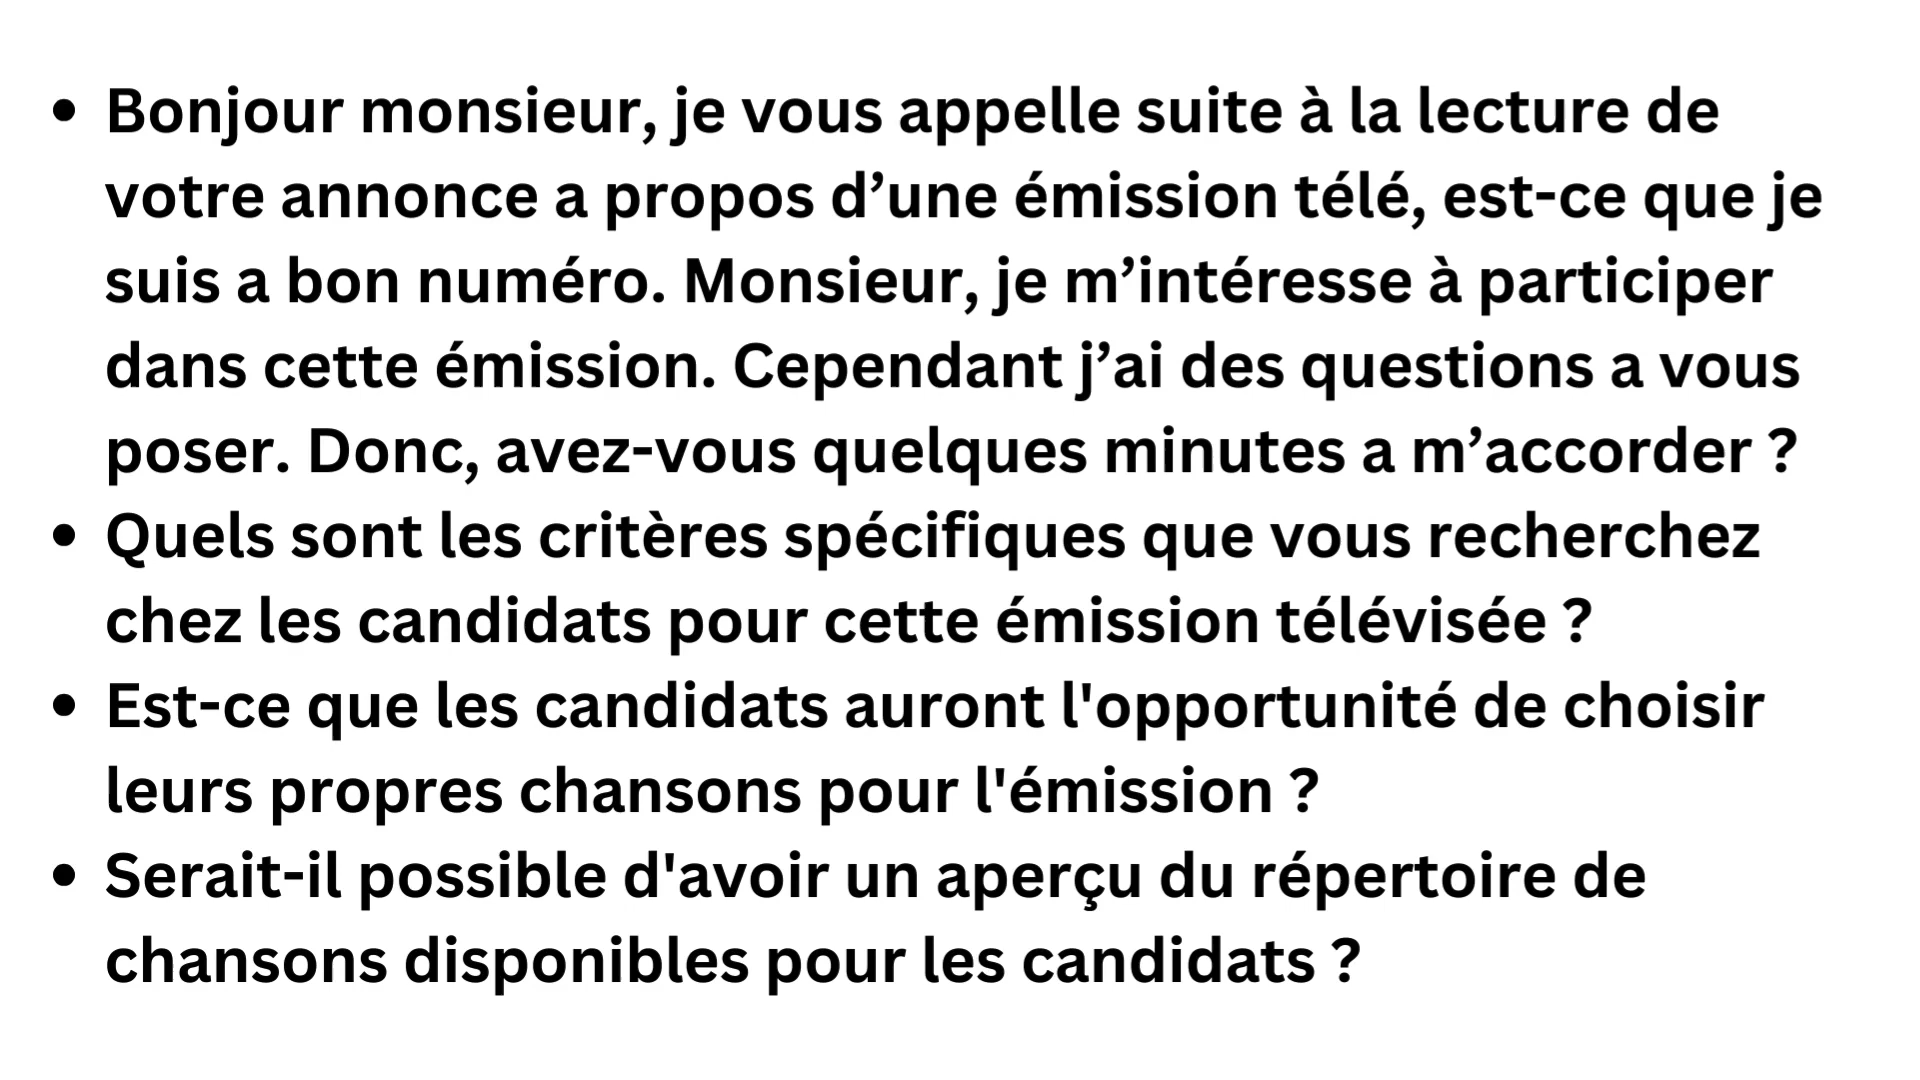 • Bonjour monsieur, je vous appelle suite à la lecture de
votre annonce a propos d’une émission télé, est-ce que je
suis a bon numéro. Monsieur, je m’intéresse à participer
dans cette émission. Cependant j’ai des questions a vous
poser. Donc, avez-vous quelques minutes a m’accorder ?
• Quels sont les critères spécifiques que vous recherchez
chez les candidats pour cette émission télévisée ?
• Est-ce que les candidats auront l'opportunité de choisir
leurs propres chansons pour l'émission ?
• Serait-il possible d'avoir un aperçu du répertoire de
chansons disponibles pour les candidats ?